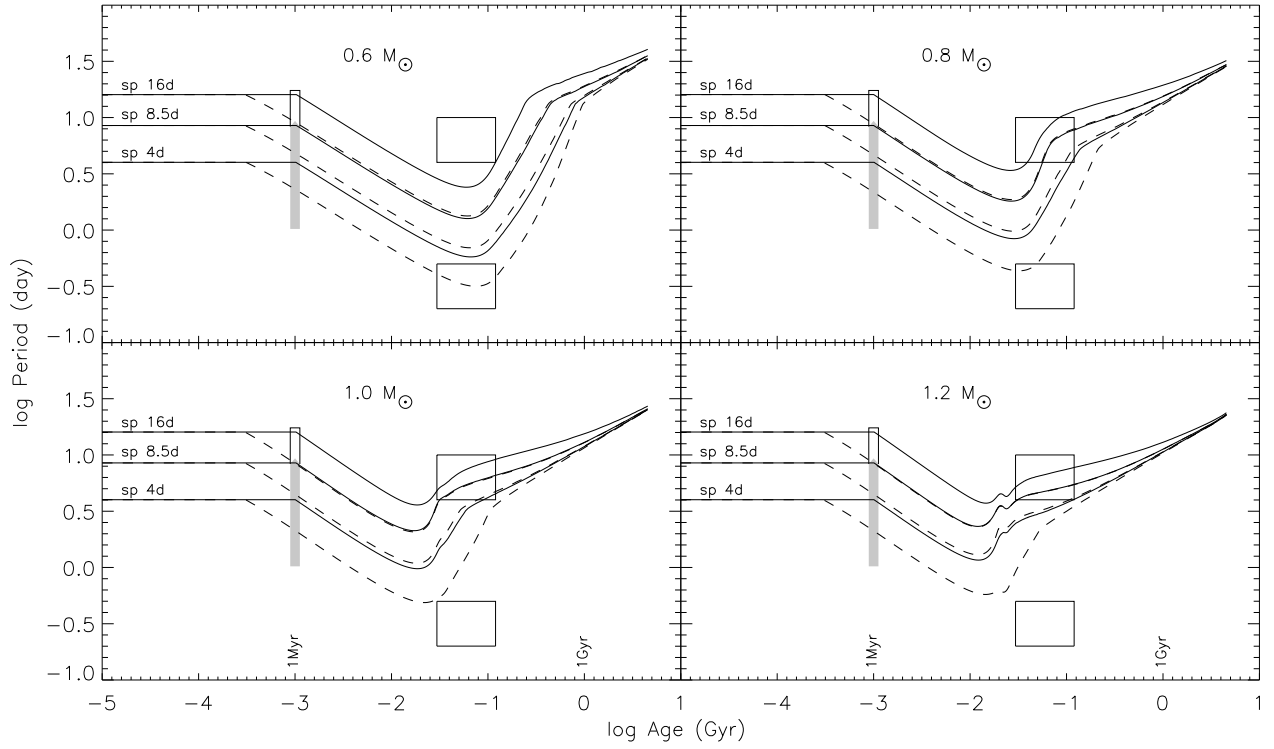 0.6 M☉
0.8 M☉
1.5
sp 16d
sp 16d
1.0
sp 8.5d
sp 8.5d
sp 4d
sp 4d
0.5
0.0
−0.5
−1.0
log Period (day)
1.0 M☉
1.2 M☉
1.5
sp 16d
sp 16d
1.0
sp 8.5d
sp 8.5d
sp 4d
sp 4d
0.5
0.0
−0.5
1Myr
1Gyr
1Myr
1Gyr
−1.0
−5 −4 −3 −2 −1 0 1 −4 −3 −2 −1 0 1
log Age (Gyr)